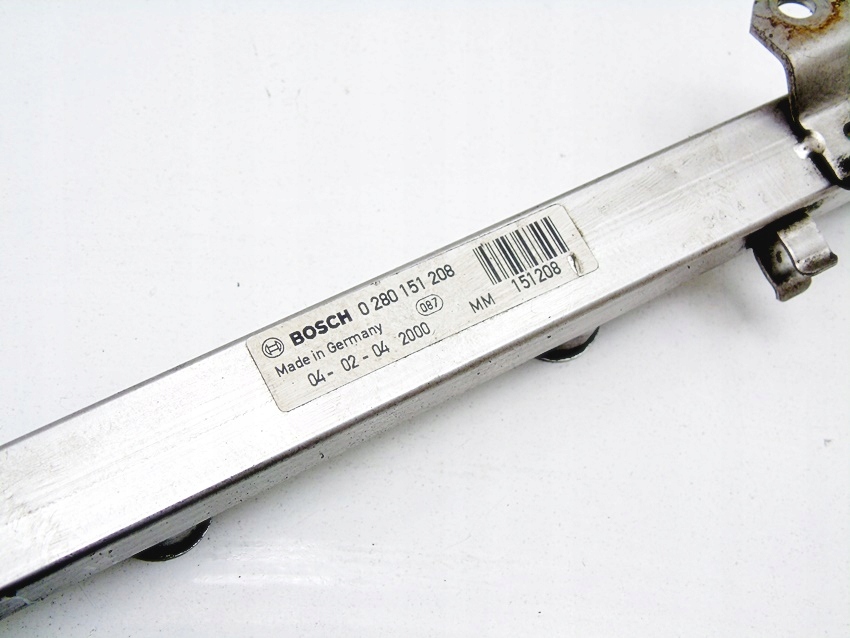 BOSCH 0 280 151 208
Made in Germany 087
04-02-04 2000 MM 151208